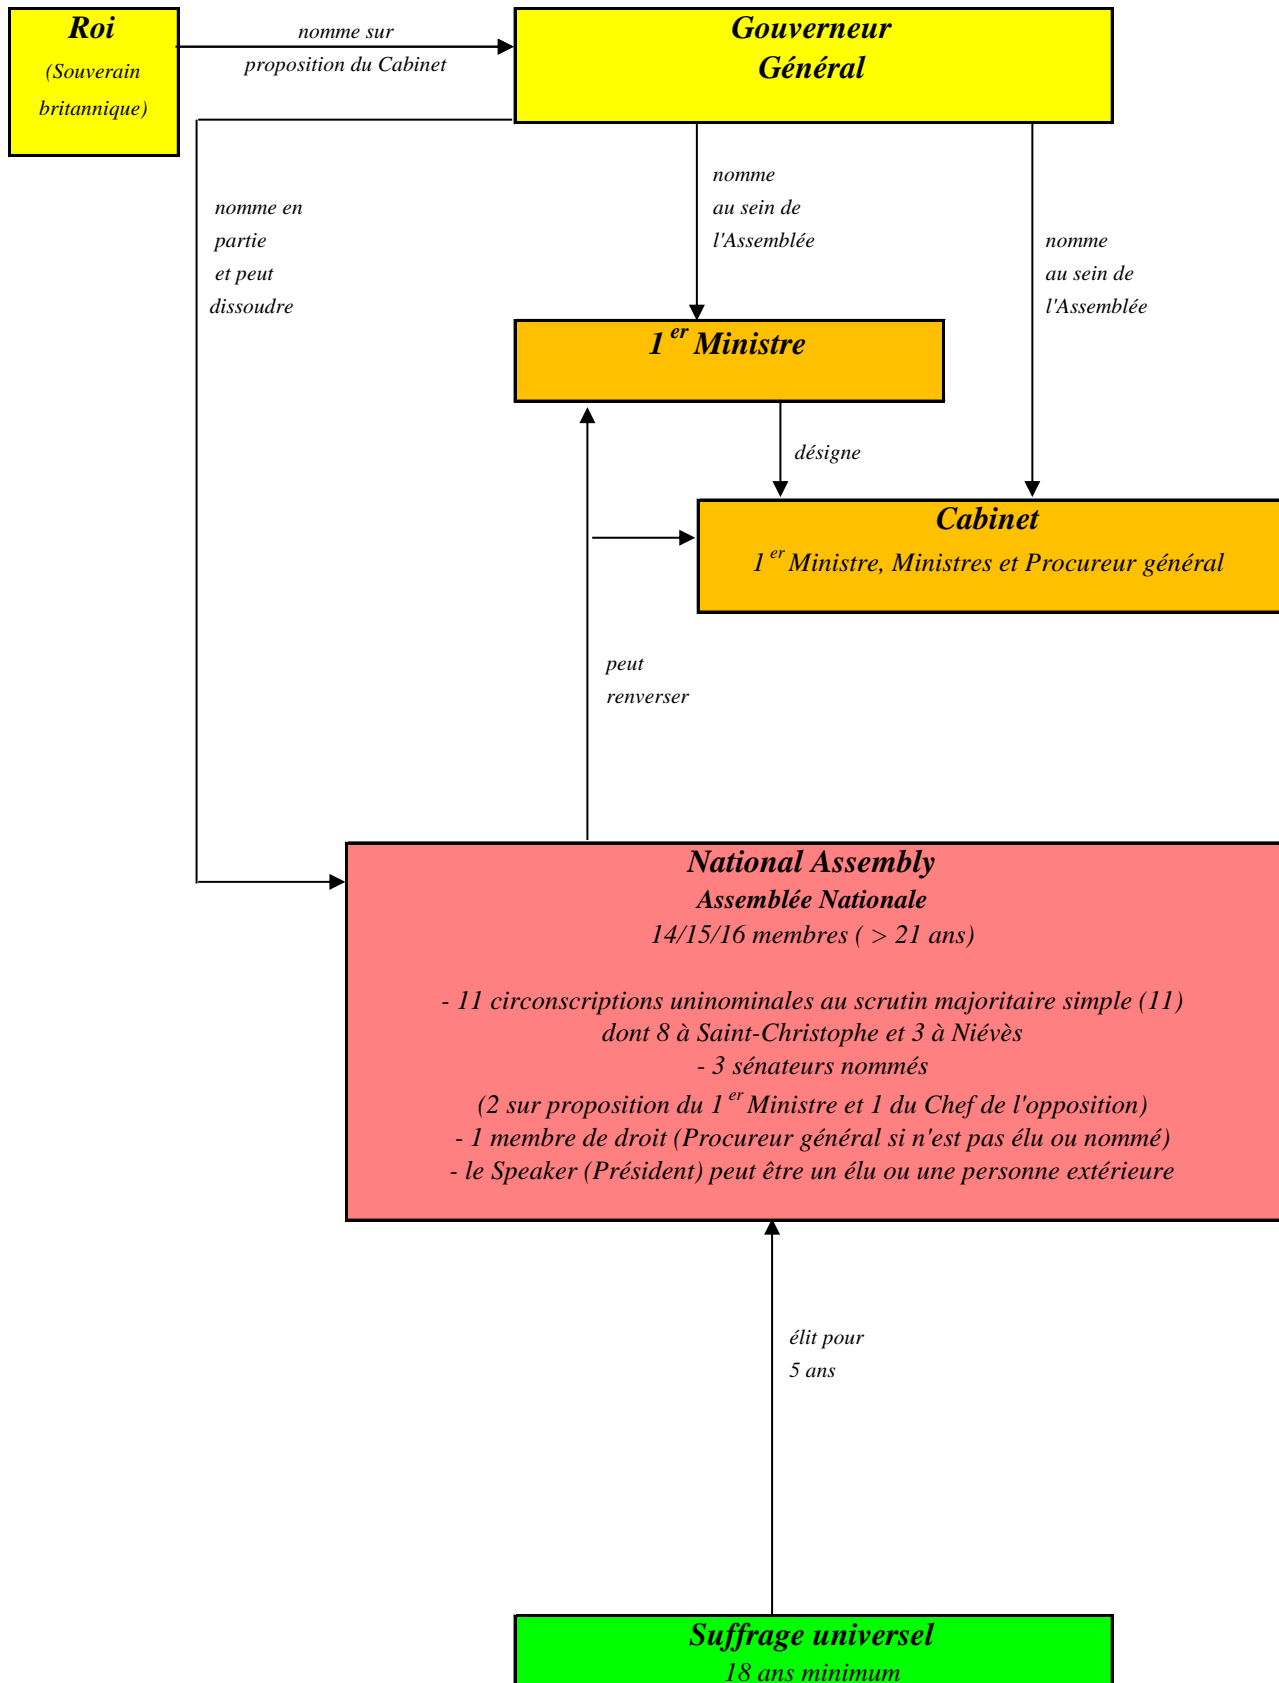 Roi
(Souverain
britannique)
nomme sur
proposition du Cabinet
Gouverneur
Général
nomme en
partie
et peut
dissoudre
nomme
au sein de
l'Assemblée
nomme
au sein de
l'Assemblée
1er Ministre
désigne
Cabinet
1er Ministre, Ministres et Procureur général
peut
renverser
National Assembly
Assemblée Nationale
14/15/16 membres ( > 21 ans)
- 11 circonscriptions uninominales au scrutin majoritaire simple (11)
dont 8 à Saint-Christophe et 3 à Niévès
- 3 sénateurs nommés
(2 sur proposition du 1er Ministre et 1 du Chef de l'opposition)
- 1 membre de droit (Procureur général si n'est pas élu ou nommé)
- le Speaker (Président) peut être un élu ou une personne extérieure
élit pour
5 ans
Suffrage universel
18 ans minimum